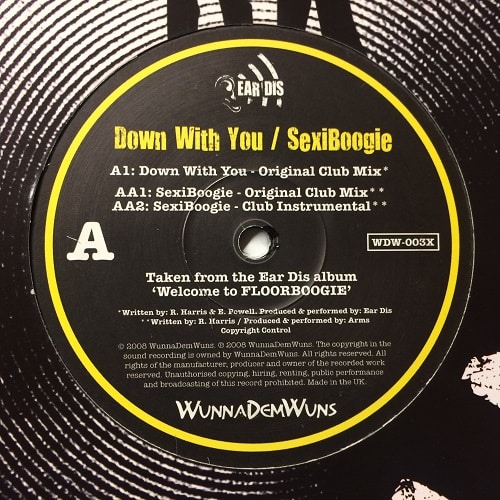 EAR DIS
Down With You / SexiBoogie
A1: Down With You - Original Club Mix*
AA1: SexiBoogie - Original Club Mix**
AA2: SexiBoogie - Club Instrumental**
A
WDW-003X
Taken from the Ear Dis album
‘Welcome to FLOORBOOGIE’
*Written by: R. Harris & E. Powell. Produced & performed by: Ear Dis
**Written by: R. Harris / Produced & performed by: Arms
Copyright Control
℗ 2008 WunnaDemWuns. © 2008 WunnaDemWuns. The copyright in the
sound recording is owned by WunnaDemWuns. All rights reserved. All
rights of the manufacturer, producer and owner of the recorded work
reserved. Unauthorised copying, hiring, renting, public performance
and broadcasting of this record prohibited. Made in the UK.
WUNNADEMWUNS